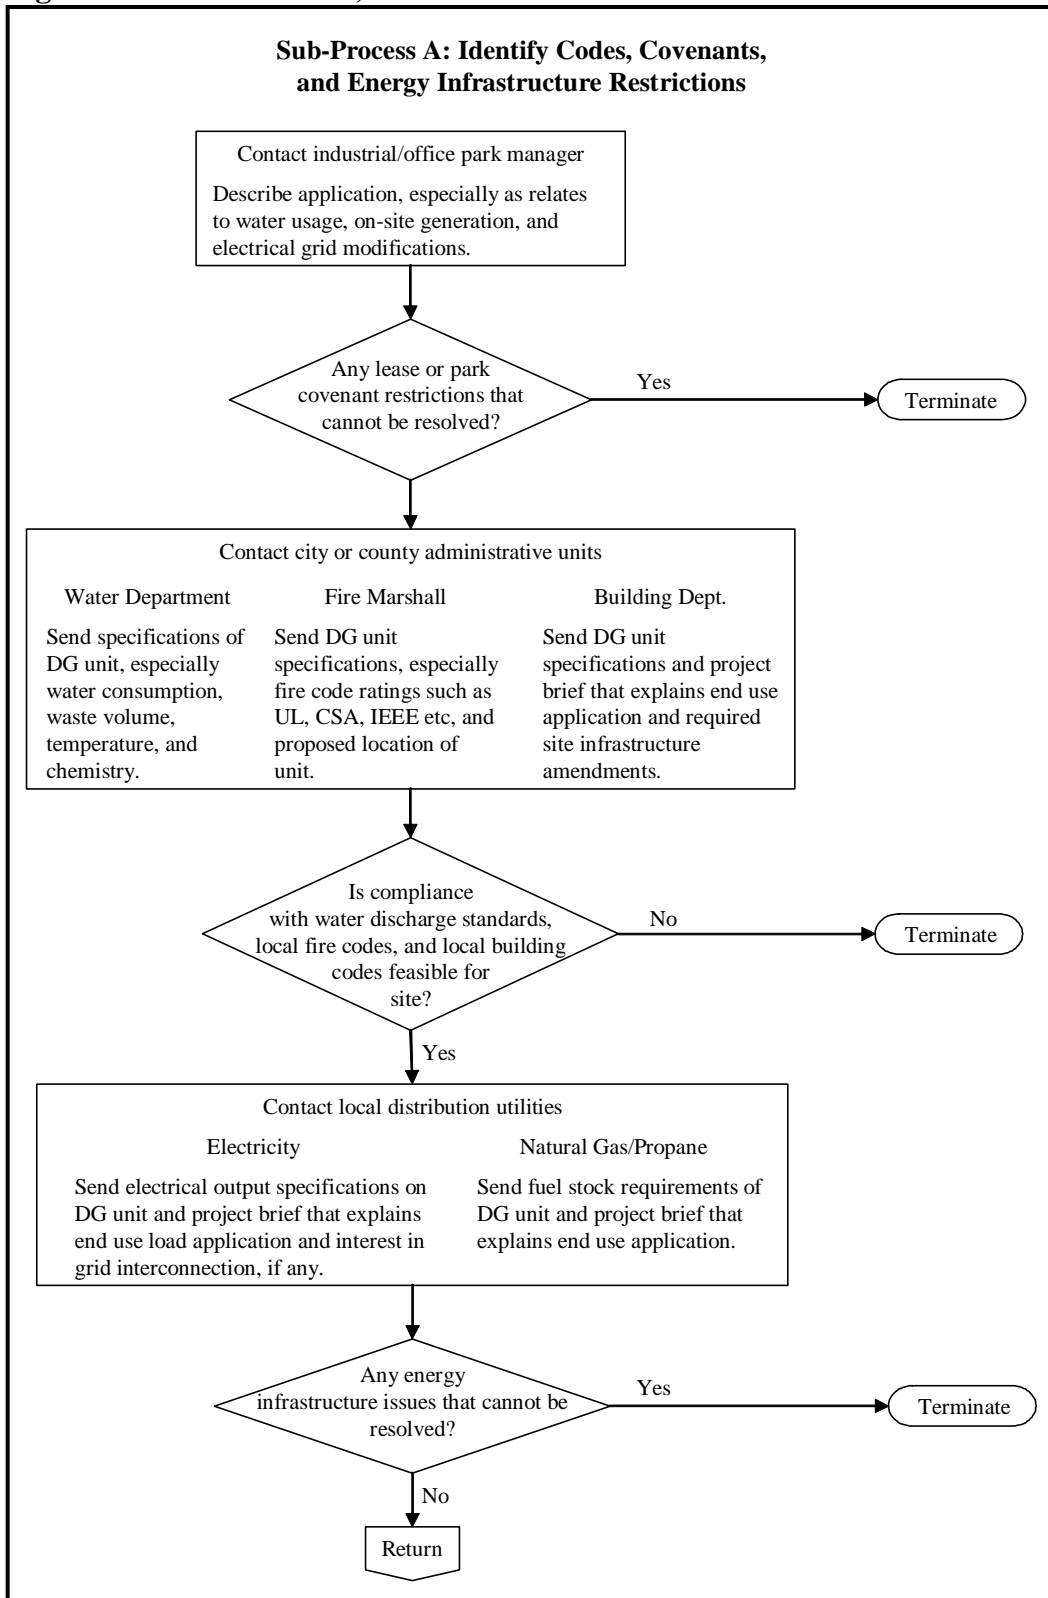 Sub-Process A: Identify Codes, Covenants,
and Energy Infrastructure Restrictions
Contact industrial/office park manager
Describe application, especially as relates
to water usage, on-site generation, and
electrical grid modifications.
Any lease or park
covenant restrictions that
cannot be resolved?
Yes
Terminate
Contact city or county administrative units
Water Department
Send specifications of
DG unit, especially
water consumption,
waste volume,
temperature, and
chemistry.
Fire Marshall
Send DG unit
specifications, especially
fire code ratings such as
UL, CSA, IEEE etc, and
proposed location of
unit.
Building Dept.
Send DG unit
specifications and project
brief that explains end use
application and required
site infrastructure
amendments.
Is compliance
with water discharge standards,
local fire codes, and local building
codes feasible for
site?
No
Terminate
Yes
Contact local distribution utilities
Electricity
Send electrical output specifications on
DG unit and project brief that explains
end use load application and interest in
grid interconnection, if any.
Natural Gas/Propane
Send fuel stock requirements of
DG unit and project brief that
explains end use application.
Any energy
infrastructure issues that cannot be
resolved?
Yes
Terminate
No
Return